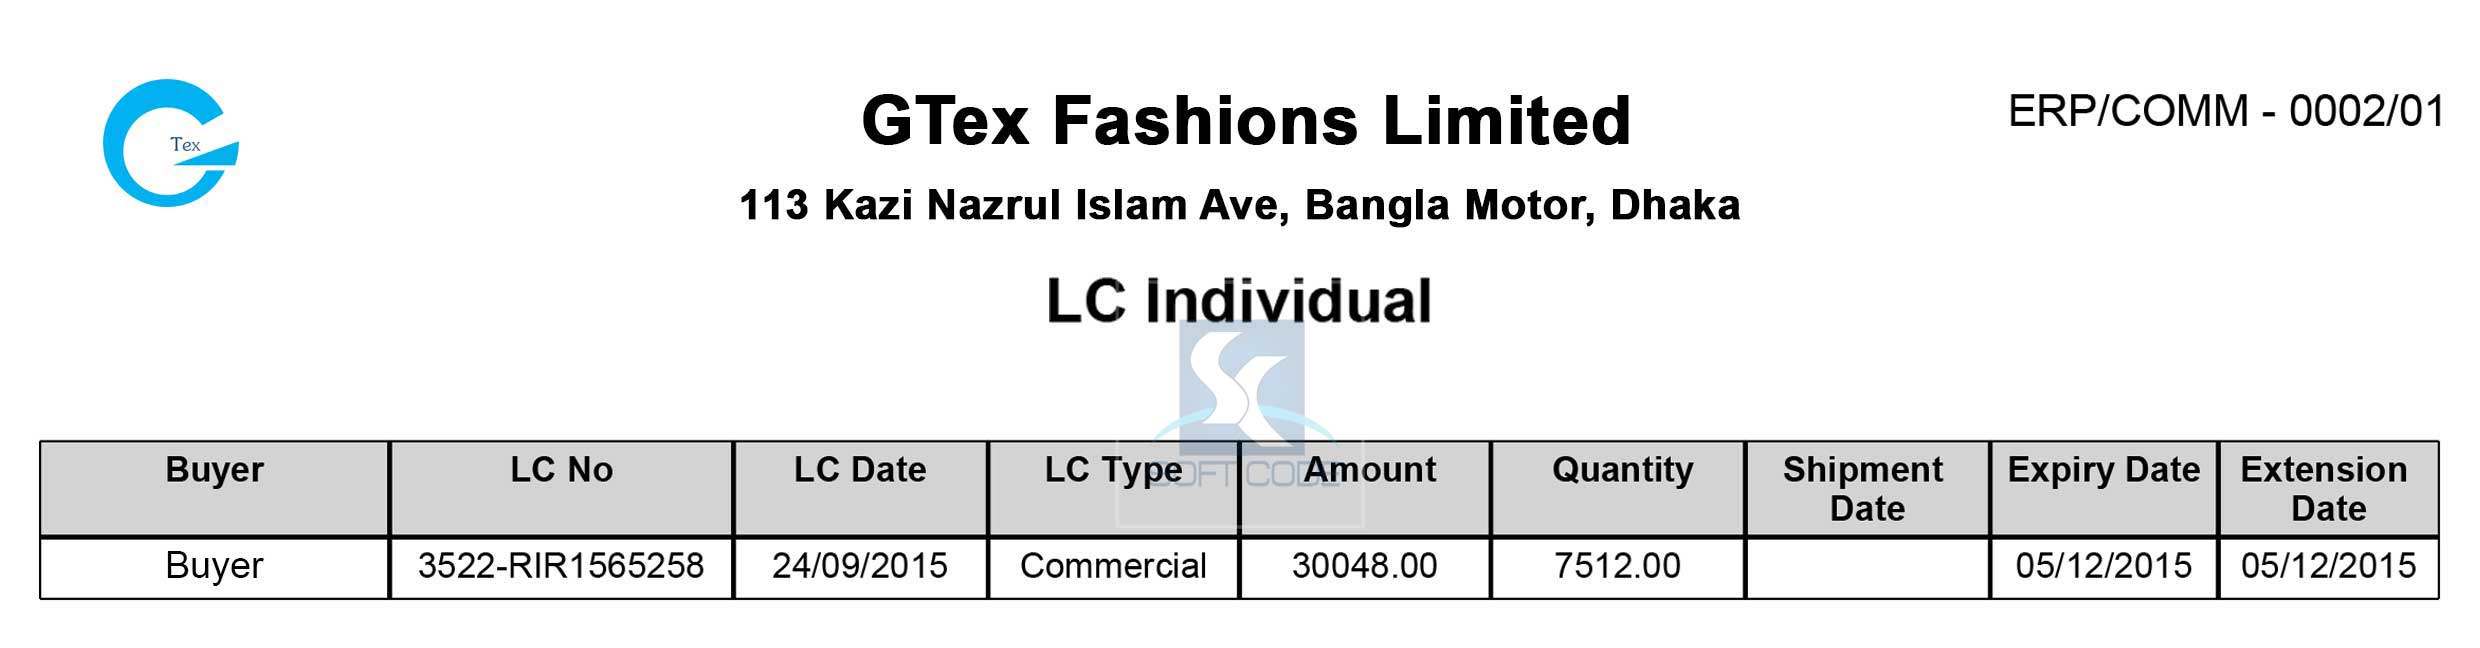 Tex
GTex Fashions Limited
ERP/COMM - 0002/01
113 Kazi Nazrul Islam Ave, Bangla Motor, Dhaka
LC Individual
SOFT CODE
Buyer LC No LC Date LC Type Amount Quantity Shipment Date Expiry Date Extension Date
Buyer 3522-RIR1565258 24/09/2015 Commercial 30048.00 7512.00 05/12/2015 05/12/2015